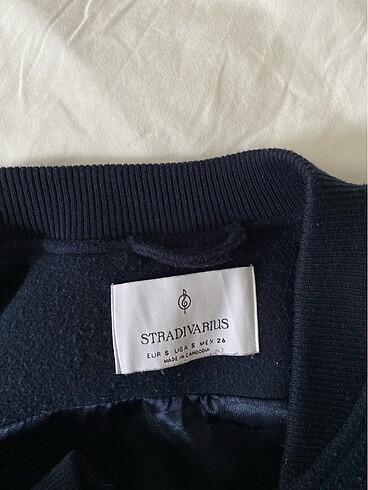 STRADIVARIUS
EUR S USA S MEX 26
MADE IN CAMBODIA